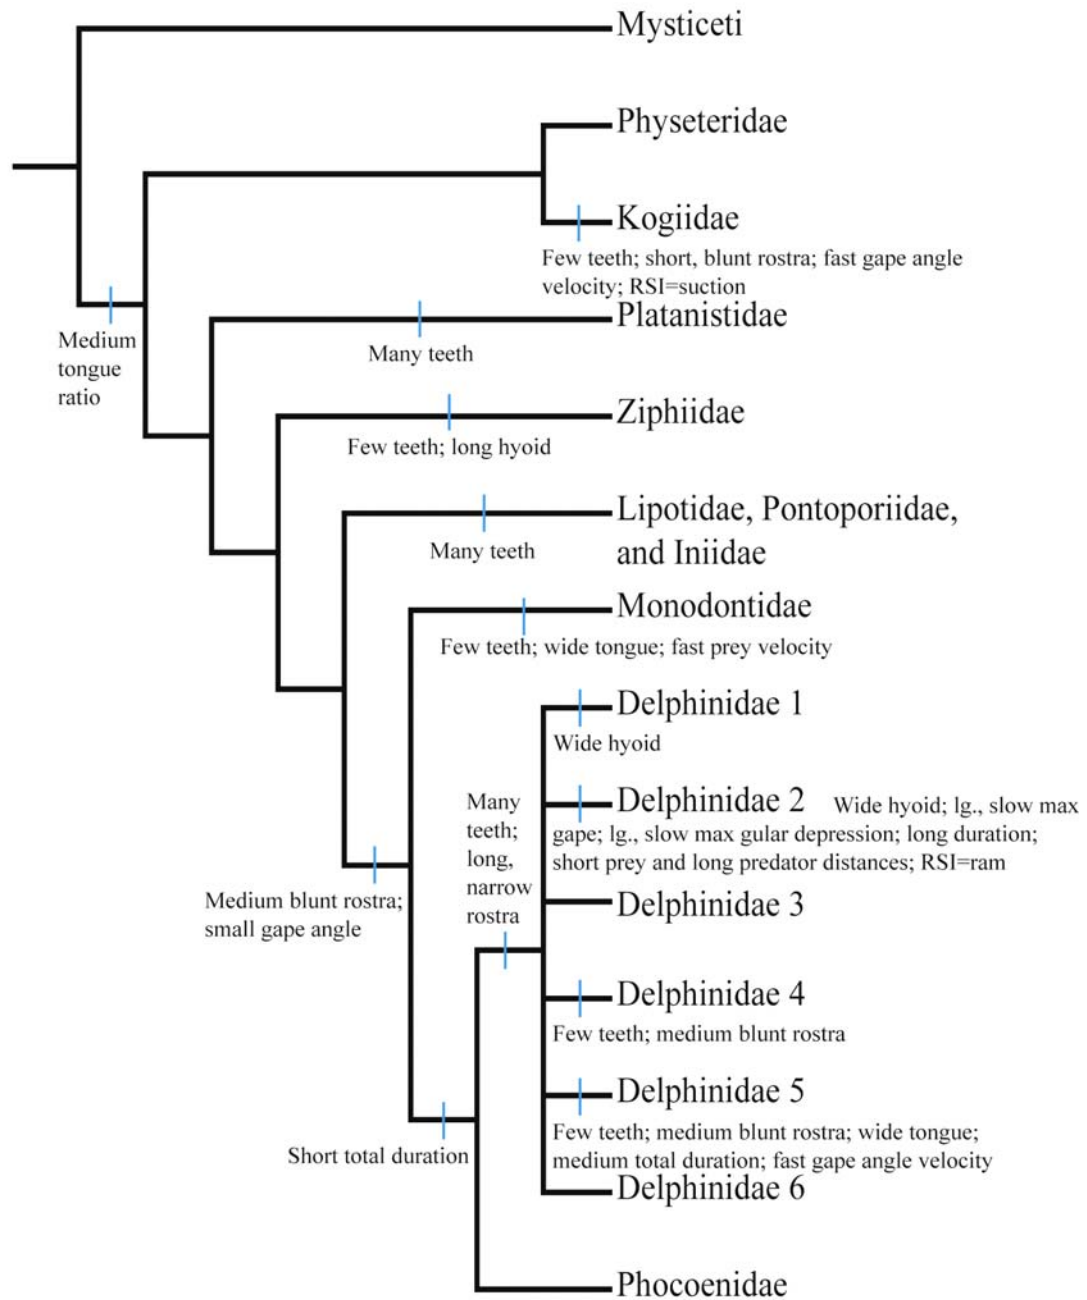 Mysticeti
Physeteridae
Kogiidae
Few teeth; short, blunt rostra; fast gape angle
velocity; RSI=suction
Platanistidae
Medium
tongue
ratio
Many teeth
Ziphiidae
Few teeth; long hyoid
Lipotidae, Pontoporiidae,
and Iniidae
Many teeth
Monodontidae
Few teeth; wide tongue; fast prey velocity
Delphinidae 1
Wide hyoid
Many
teeth;
long,
narrow
rostra
Delphinidae 2 Wide hyoid; lg., slow max
gape; lg., slow max gular depression; long duration;
short prey and long predator distances; RSI=ram
Medium blunt rostra;
small gape angle
Delphinidae 3
Delphinidae 4
Few teeth; medium blunt rostra
Delphinidae 5
Few teeth; medium blunt rostra; wide tongue;
medium total duration; fast gape angle velocity
Short total duration
Delphinidae 6
Phocoenidae